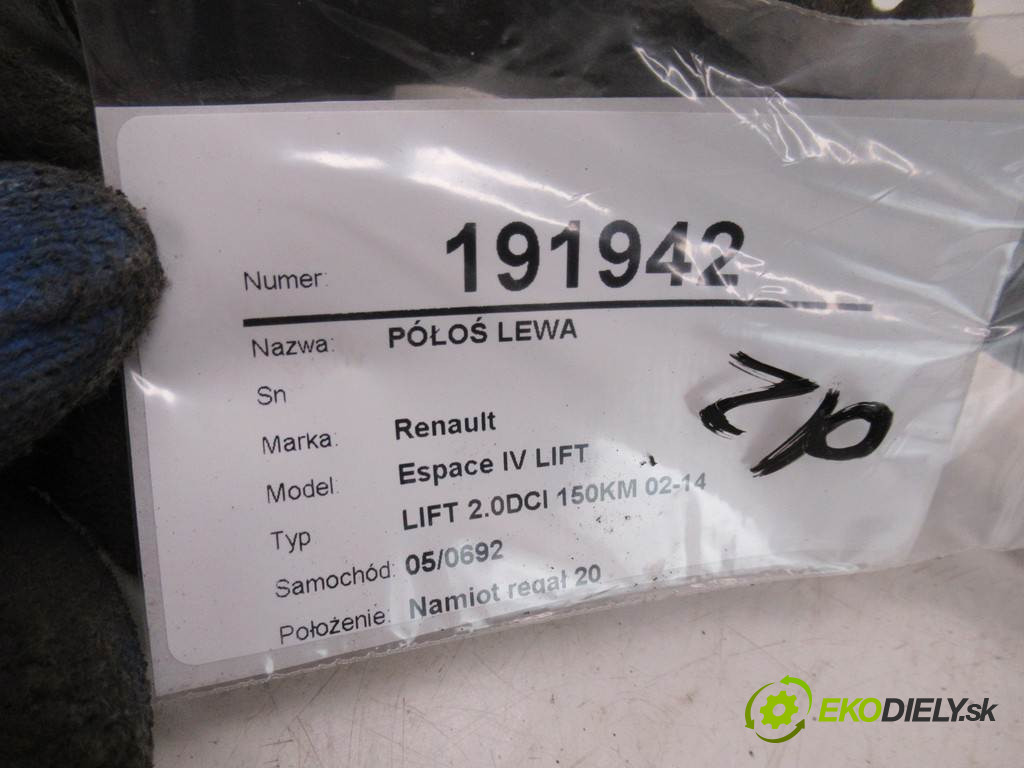 Numer: 191942
Nazwa: PÓŁOŚ LEWA
Sn
Marka: Renault
Model: Espace IV LIFT
Typ LIFT 2.0DCI 150KM 02-14
Samochód: 05/0692
Położenie: Namiot regał 20
ZP
EKODIELY.sk